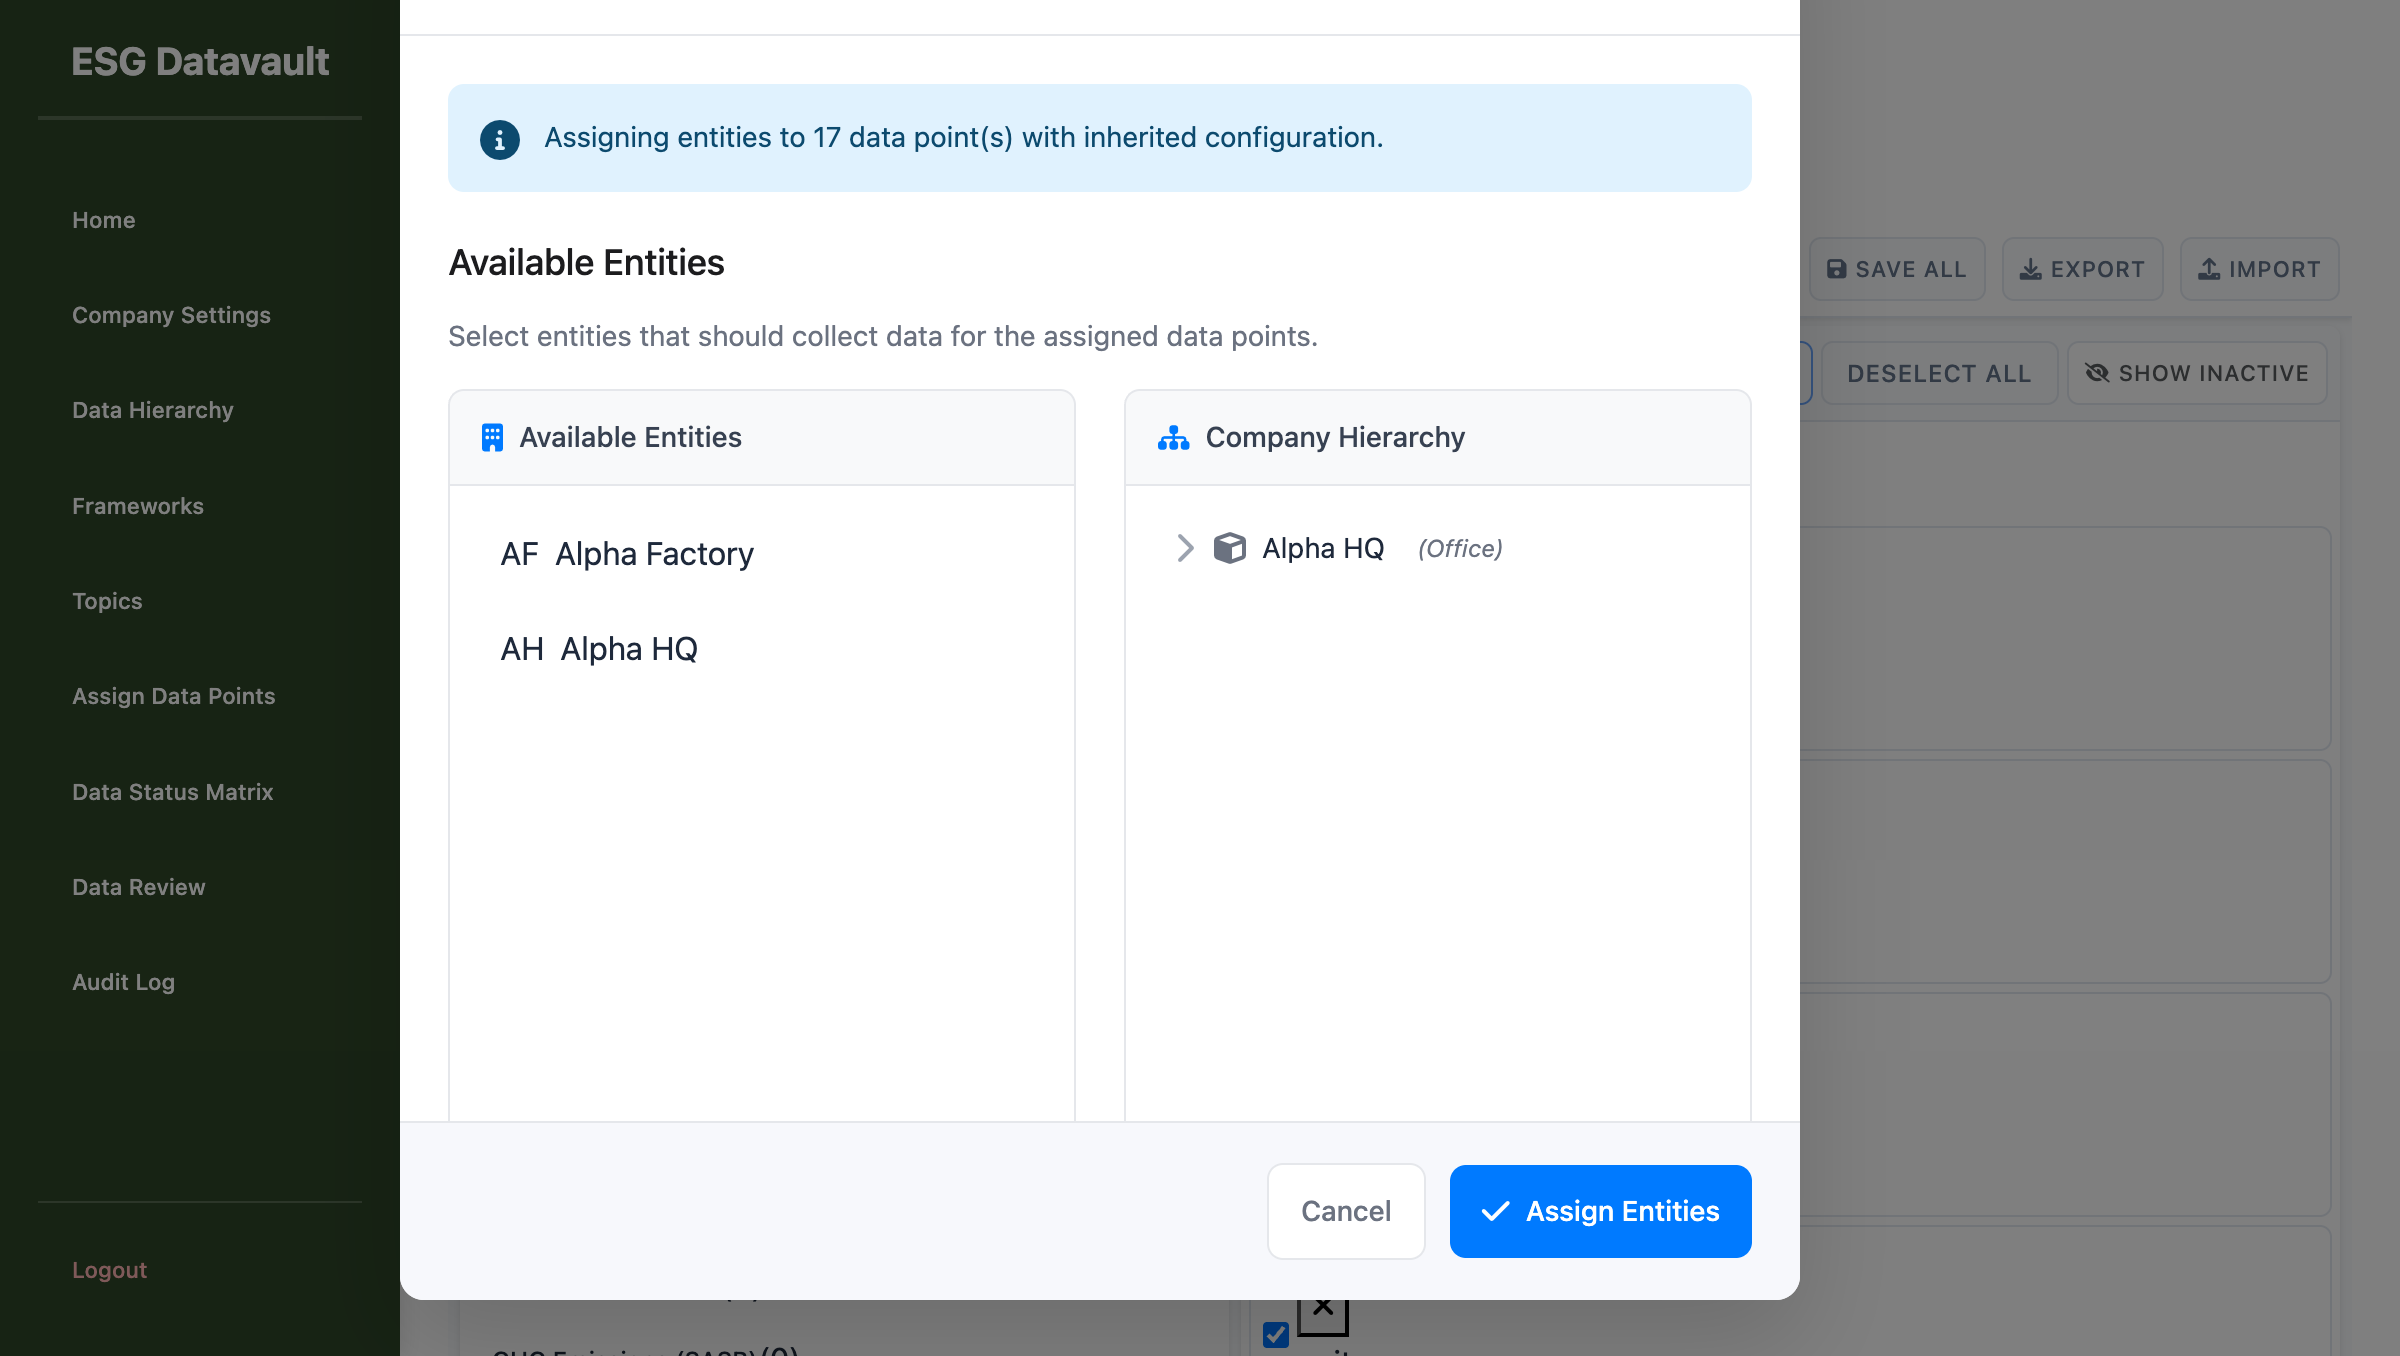 ESG Datavault
Home
Company Settings
Data Hierarchy
Frameworks
Topics
Assign Data Points
Data Status Matrix
Data Review
Audit Log
Logout
Assigning entities to 17 data point(s) with inherited configuration.
Available Entities
Select entities that should collect data for the assigned data points.
Available Entities
AF Alpha Factory
AH Alpha HQ
Company Hierarchy
Alpha HQ (Office)
Cancel
Assign Entities
SAVE ALL
EXPORT
IMPORT
DESELECT ALL
SHOW INACTIVE